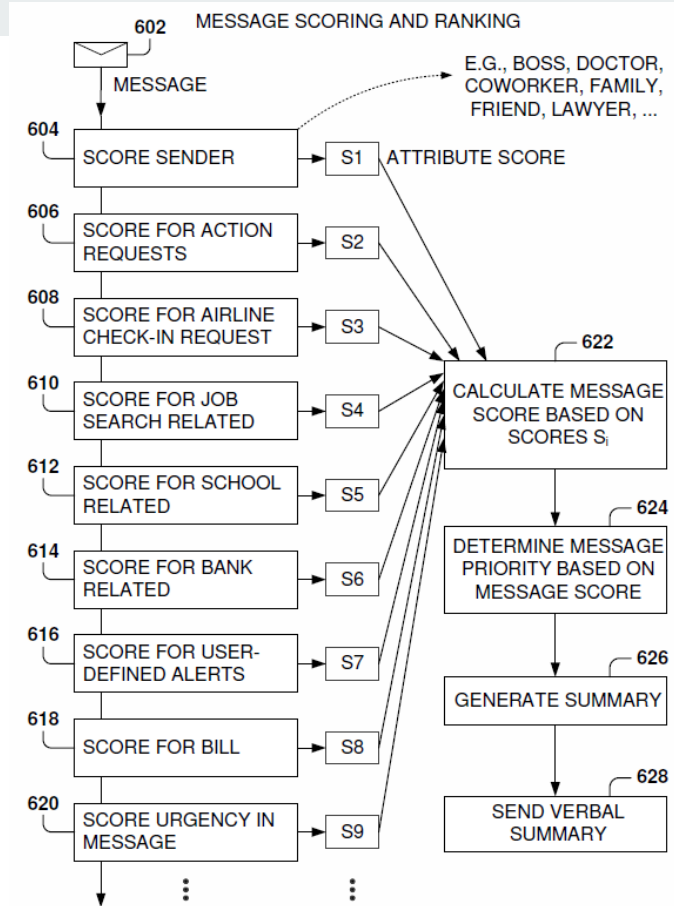 602
MESSAGE SCORING AND RANKING
MESSAGE
E.G., BOSS, DOCTOR,
COWORKER, FAMILY,
FRIEND, LAWYER, ...
604
SCORE SENDER
S1
ATTRIBUTE SCORE
606
SCORE FOR ACTION
REQUESTS
S2
608
SCORE FOR AIRLINE
CHECK-IN REQUEST
S3
610
SCORE FOR JOB
SEARCH RELATED
S4
612
SCORE FOR SCHOOL
RELATED
S5
614
SCORE FOR BANK
RELATED
S6
616
SCORE FOR USER-
DEFINED ALERTS
S7
618
SCORE FOR BILL
S8
620
SCORE URGENCY IN
MESSAGE
S9
622
CALCULATE MESSAGE
SCORE BASED ON
SCORES Si
624
DETERMINE MESSAGE
PRIORITY BASED ON
MESSAGE SCORE
626
GENERATE SUMMARY
628
SEND VERBAL
SUMMARY